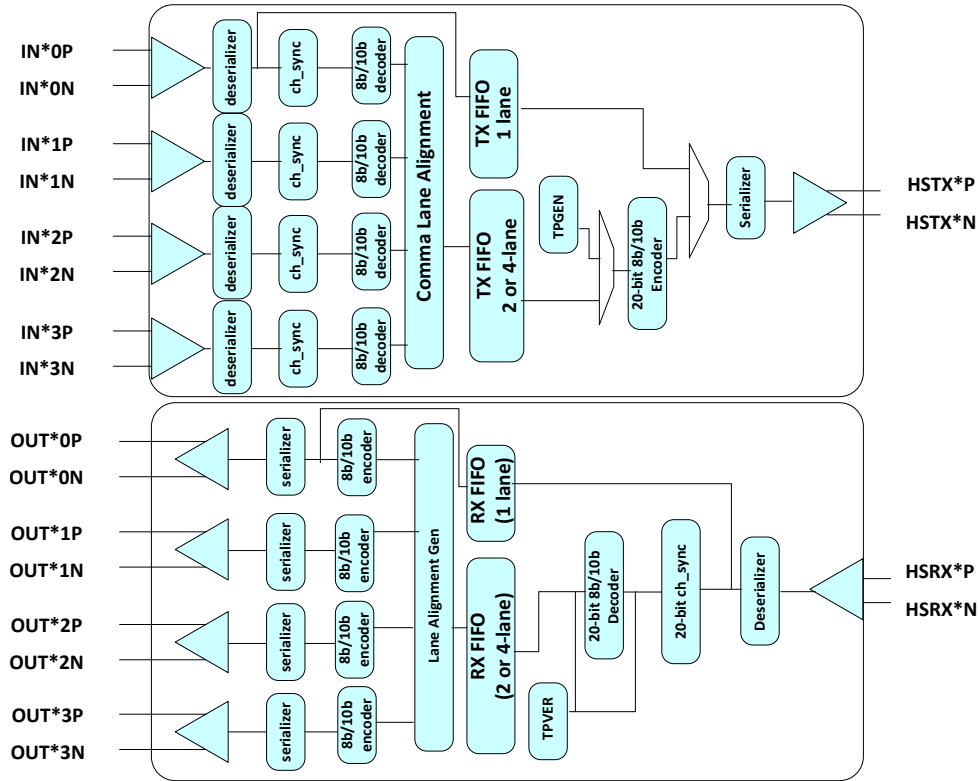 IN*0P
IN*0N
IN*1P
IN*1N
IN*2P
IN*2N
IN*3P
IN*3N
deserializer
deserializer
deserializer
deserializer
ch_sync
ch_sync
ch_sync
ch_sync
8b/10b
decoder
8b/10b
decoder
8b/10b
decoder
8b/10b
decoder
Comma Lane Alignment
TX FIFO
1 lane
TX FIFO
2 or 4-lane
TPGEN
20-bit 8b/10b
Encoder
Serializer
HSTX*P
HSTX*N
OUT*0P
OUT*0N
OUT*1P
OUT*1N
OUT*2P
OUT*2N
OUT*3P
OUT*3N
serializer
serializer
serializer
serializer
8b/10b
encoder
8b/10b
encoder
8b/10b
encoder
8b/10b
encoder
Lane Alignment Gen
RX FIFO
(1 lane)
RX FIFO
(2 or 4-lane)
TPVER
20-bit 8b/10b
Decoder
20-bit ch_sync
Deserializer
HSRX*P
HSRX*N